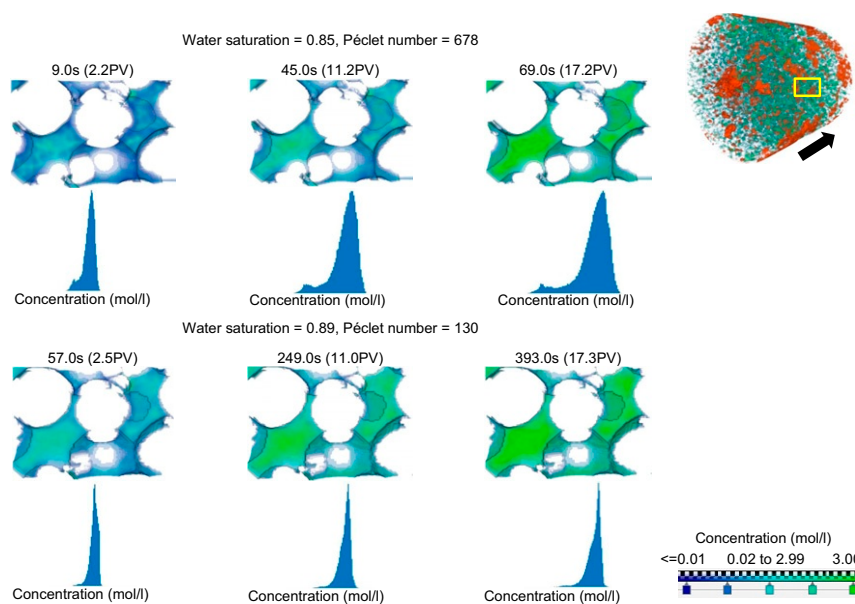 Water saturation = 0.85, Péclet number = 678
9.0s (2.2PV) 45.0s (11.2PV) 69.0s (17.2PV)
Concentration (mol/l) Concentration (mol/l) Concentration (mol/l)
Water saturation = 0.89, Péclet number = 130
57.0s (2.5PV) 249.0s (11.0PV) 393.0s (17.3PV)
Concentration (mol/l) Concentration (mol/l) Concentration (mol/l)
Concentration (mol/l)
<=0.01 0.02 to 2.99 3.00